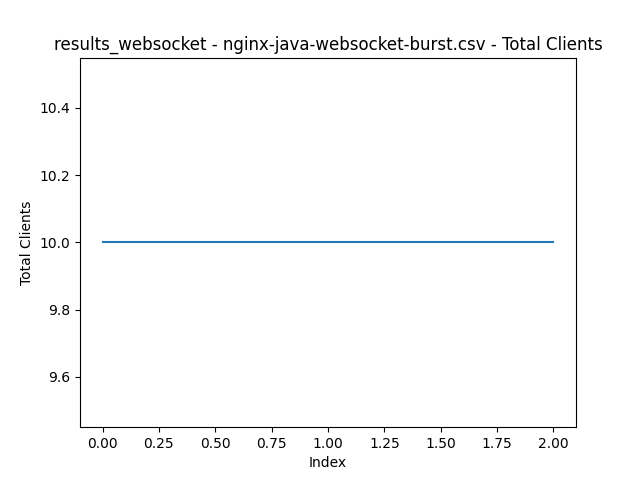 results_websocket - nginx-java-websocket-burst.csv - Total Clients
10.4
10.2
10.0
9.8
9.6
Total Clients
0.00 0.25 0.50 0.75 1.00 1.25 1.50 1.75 2.00
Index